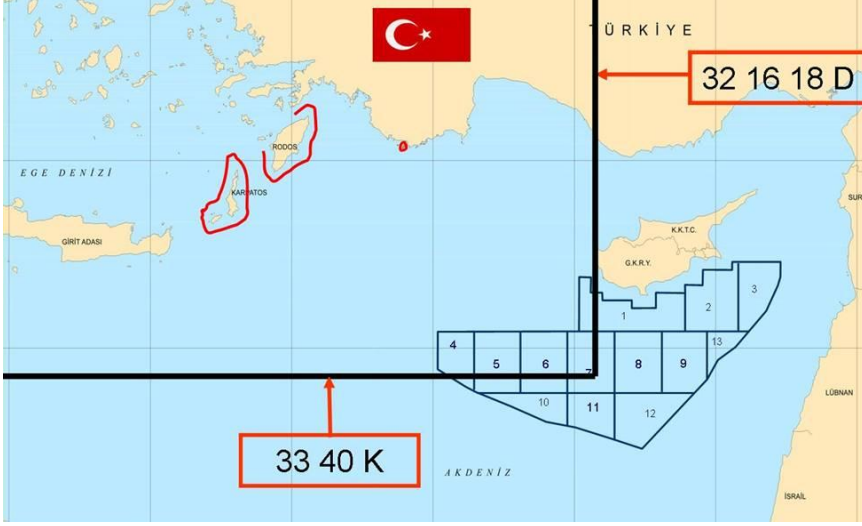 TÜRKİYE
32 16 18 D
RODOS
EGE DENİZİ
KARPATOS
GİRİT ADASI
SUR
K.K.T.C.
G.K.R.Y.
3
2
1
13
4
5
6
7
8
9
10
11
12
LÜBNAN
33 40 K
AKDENİZ
İSRAİL